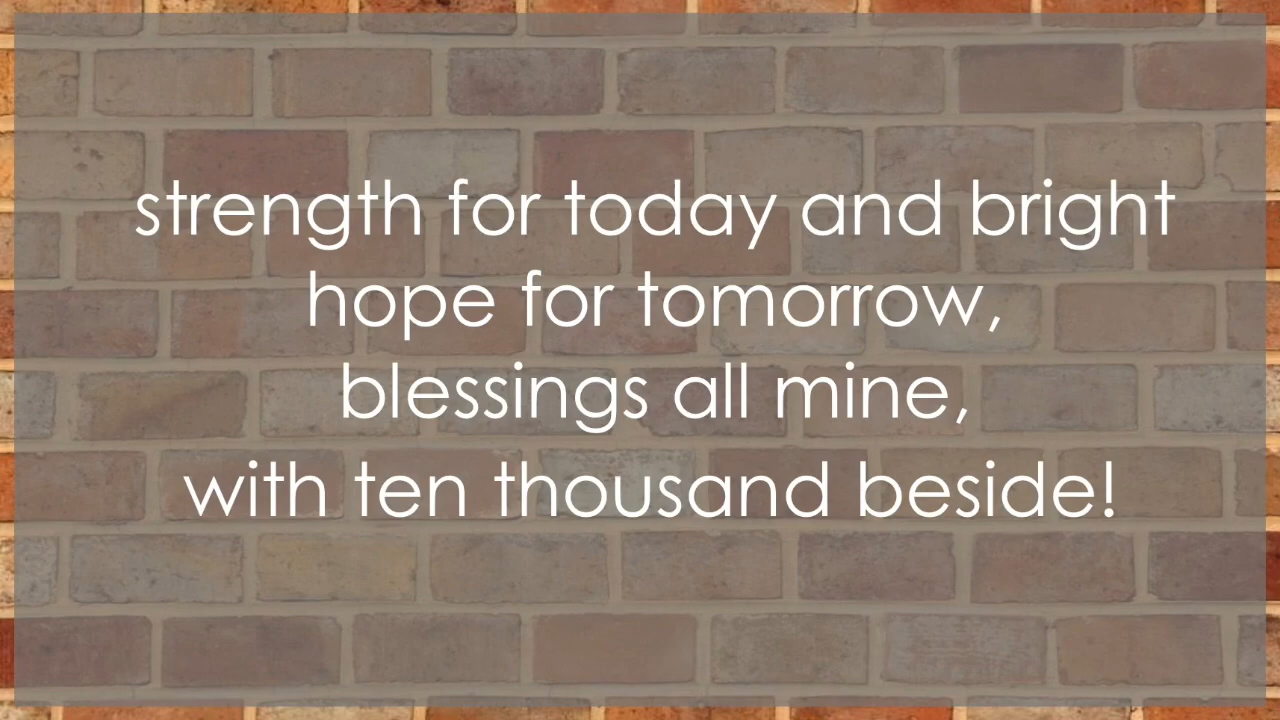 strength for today and bright
hope for tomorrow,
blessings all mine,
with ten thousand beside!